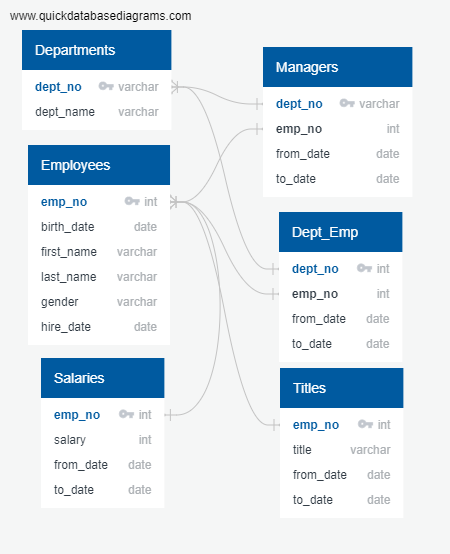 www.quickdatabasediagrams.com
Departments
dept_no varchar
dept_name varchar
Managers
dept_no varchar
emp_no int
from_date date
to_date date
Employees
emp_no int
birth_date date
first_name varchar
last_name varchar
gender varchar
hire_date date
Dept_Emp
dept_no int
emp_no int
from_date date
to_date date
Salaries
emp_no int
salary int
from_date date
to_date date
Titles
emp_no int
title varchar
from_date date
to_date date